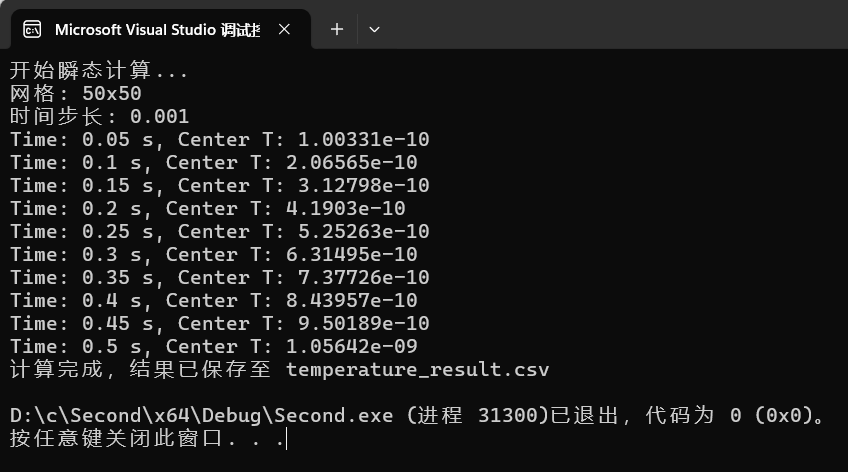 Microsoft Visual Studio 调试
开始瞬态计算...
网格: 50x50
时间步长: 0.001
Time: 0.05 s, Center T: 1.00331e-10
Time: 0.1 s, Center T: 2.06565e-10
Time: 0.15 s, Center T: 3.12798e-10
Time: 0.2 s, Center T: 4.1903e-10
Time: 0.25 s, Center T: 5.25263e-10
Time: 0.3 s, Center T: 6.31495e-10
Time: 0.35 s, Center T: 7.37726e-10
Time: 0.4 s, Center T: 8.43957e-10
Time: 0.45 s, Center T: 9.50189e-10
Time: 0.5 s, Center T: 1.05642e-09
计算完成, 结果已保存至 temperature_result.csv
D:\c\Second\x64\Debug\Second.exe (进程 31300)已退出，代码为 0 (0x0)。
按任意键关闭此窗口. . .